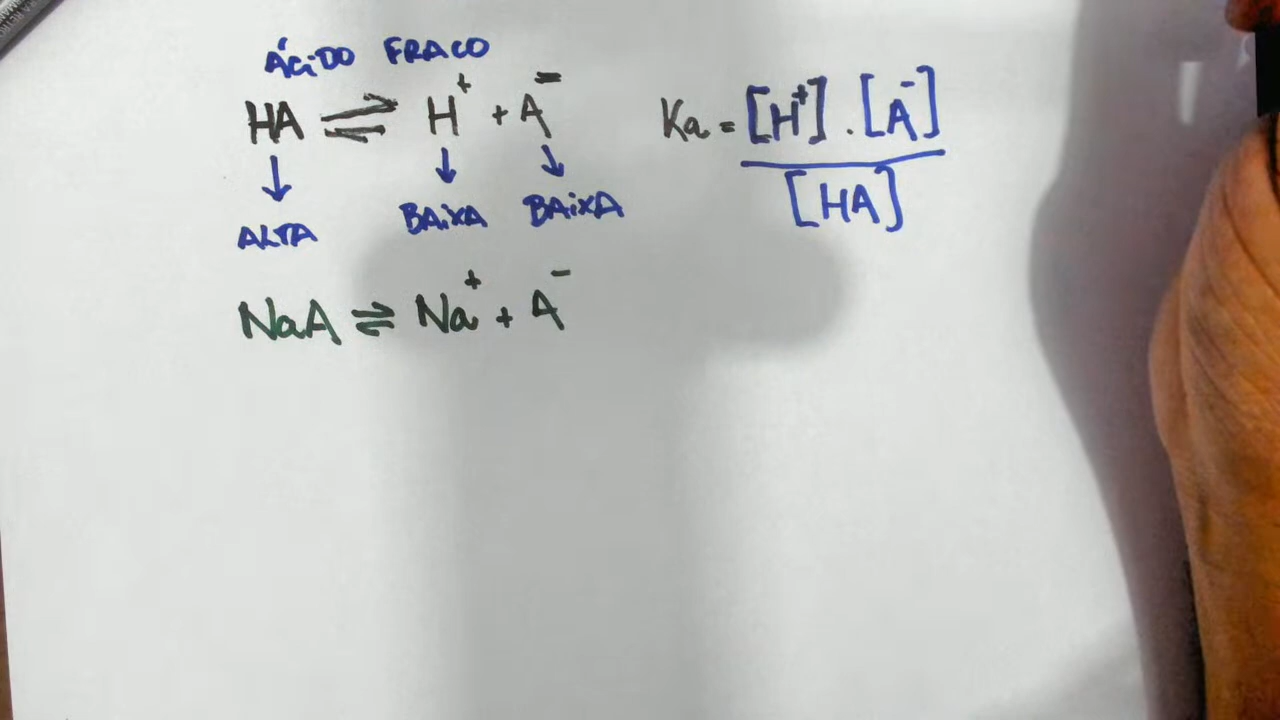 ÁCIDO FRACO
HA ⇌ H⁺ + A⁻
Ka = [H⁺] . [A⁻]
[HA]
↓ ↓ ↓
ALTA BAIXA BAIXA
NaA ⇌ Na⁺ + A⁻